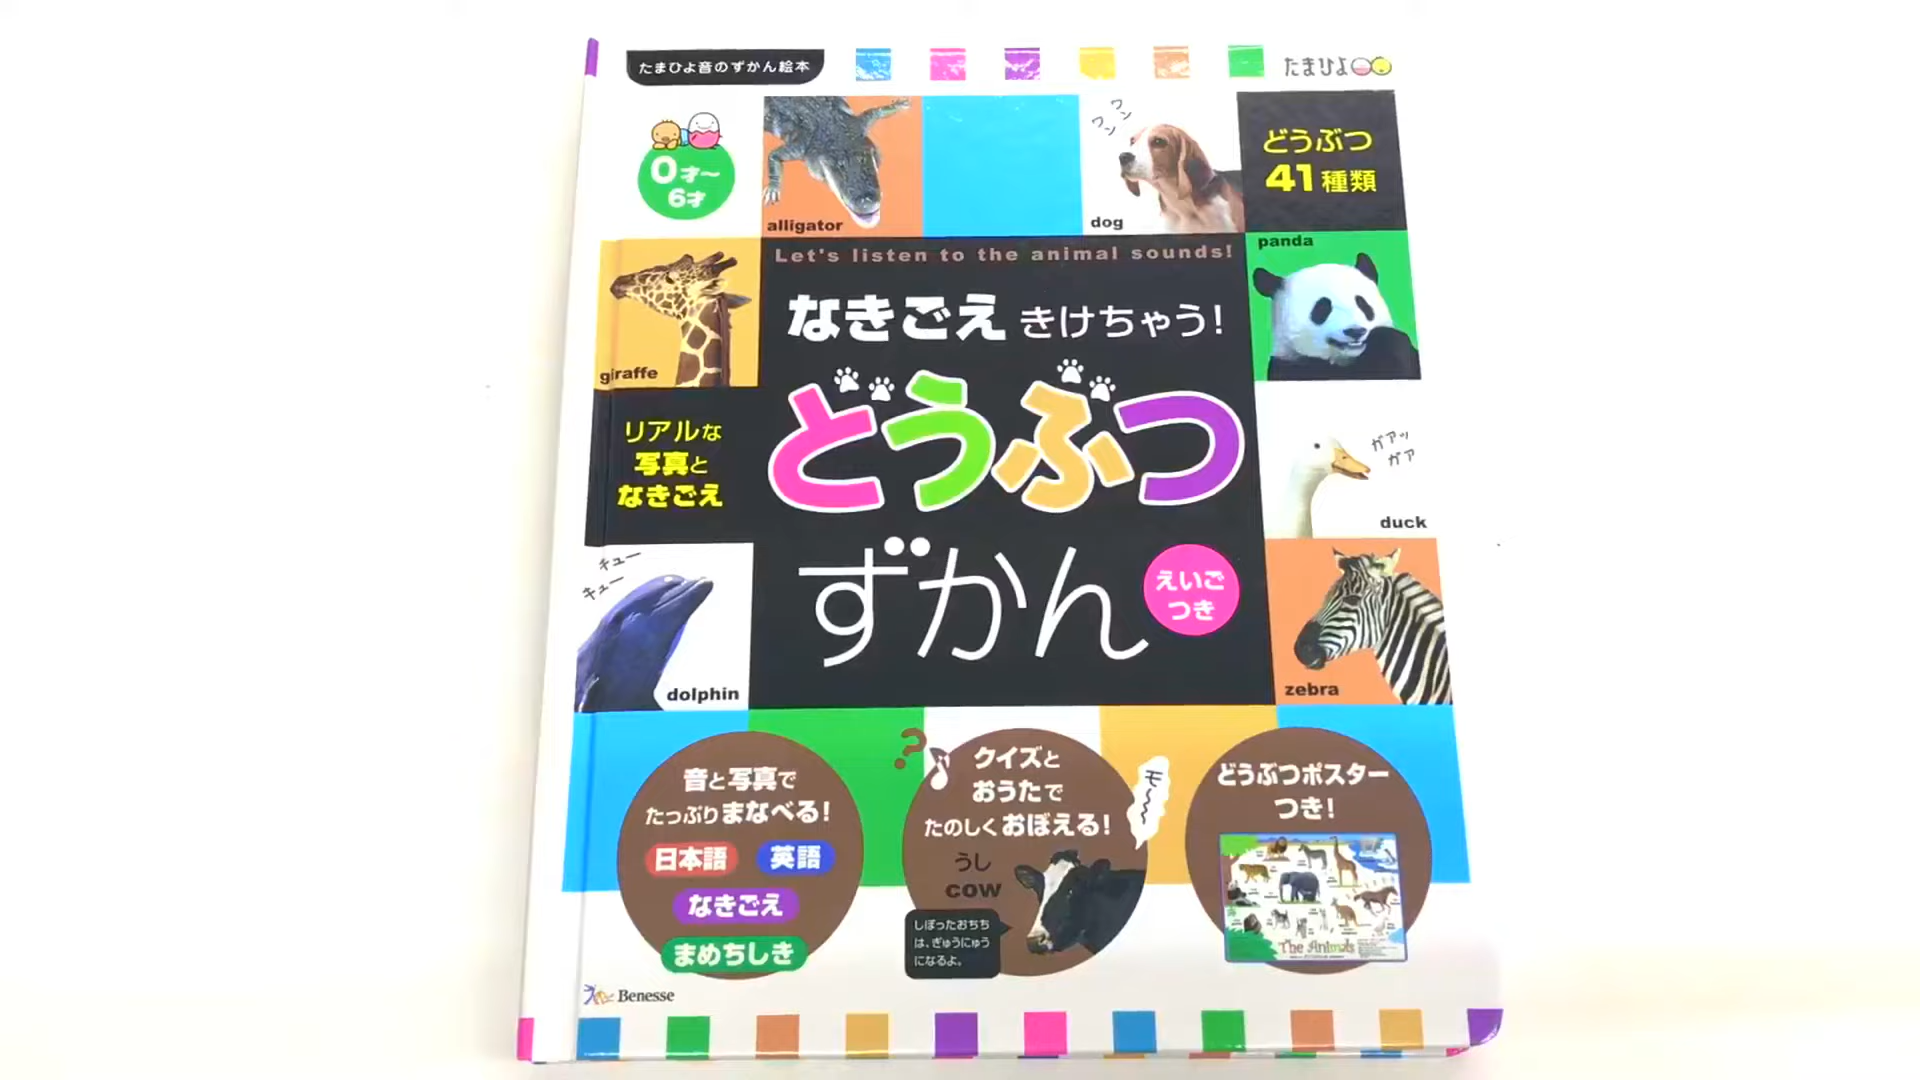 たまひよ音のずかん絵本
たまひよ
0才〜
6才
alligator
ワン
ワン
dog
どうぶつ
41種類
Let's listen to the animal sounds!
panda
giraffe
なきごえ きけちゃう!
どうぶつ
ずかん
えいご
つき
リアルな
写真と
なきごえ
ガアッ
ガア
duck
キュー
キュー
dolphin
zebra
音と写真で
たっぷりまなべる!
日本語 英語
なきごえ
まめちしき
?
クイズと
おうたで
たのしくおぼえる!
モ〜〜
うし
cow
しぼったおちち
は、ぎゅうにゅう
になるよ。
どうぶつポスター
つき!
The Animals
Benesse